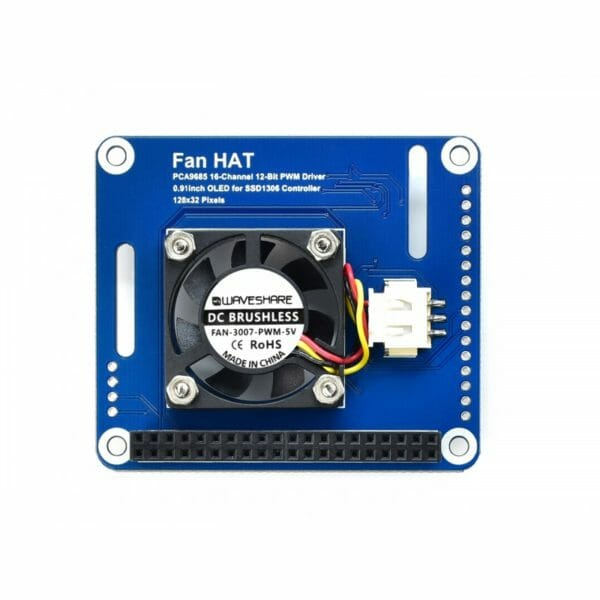 Fan HAT
PCA9685 16-Channel 12-Bit PWM Driver
0.91inch OLED for SSD1306 Controller
128x32 Pixels
WAVESHARE
DC BRUSHLESS
FAN-3007-PWM-5V
CE RoHS
MADE IN CHINA